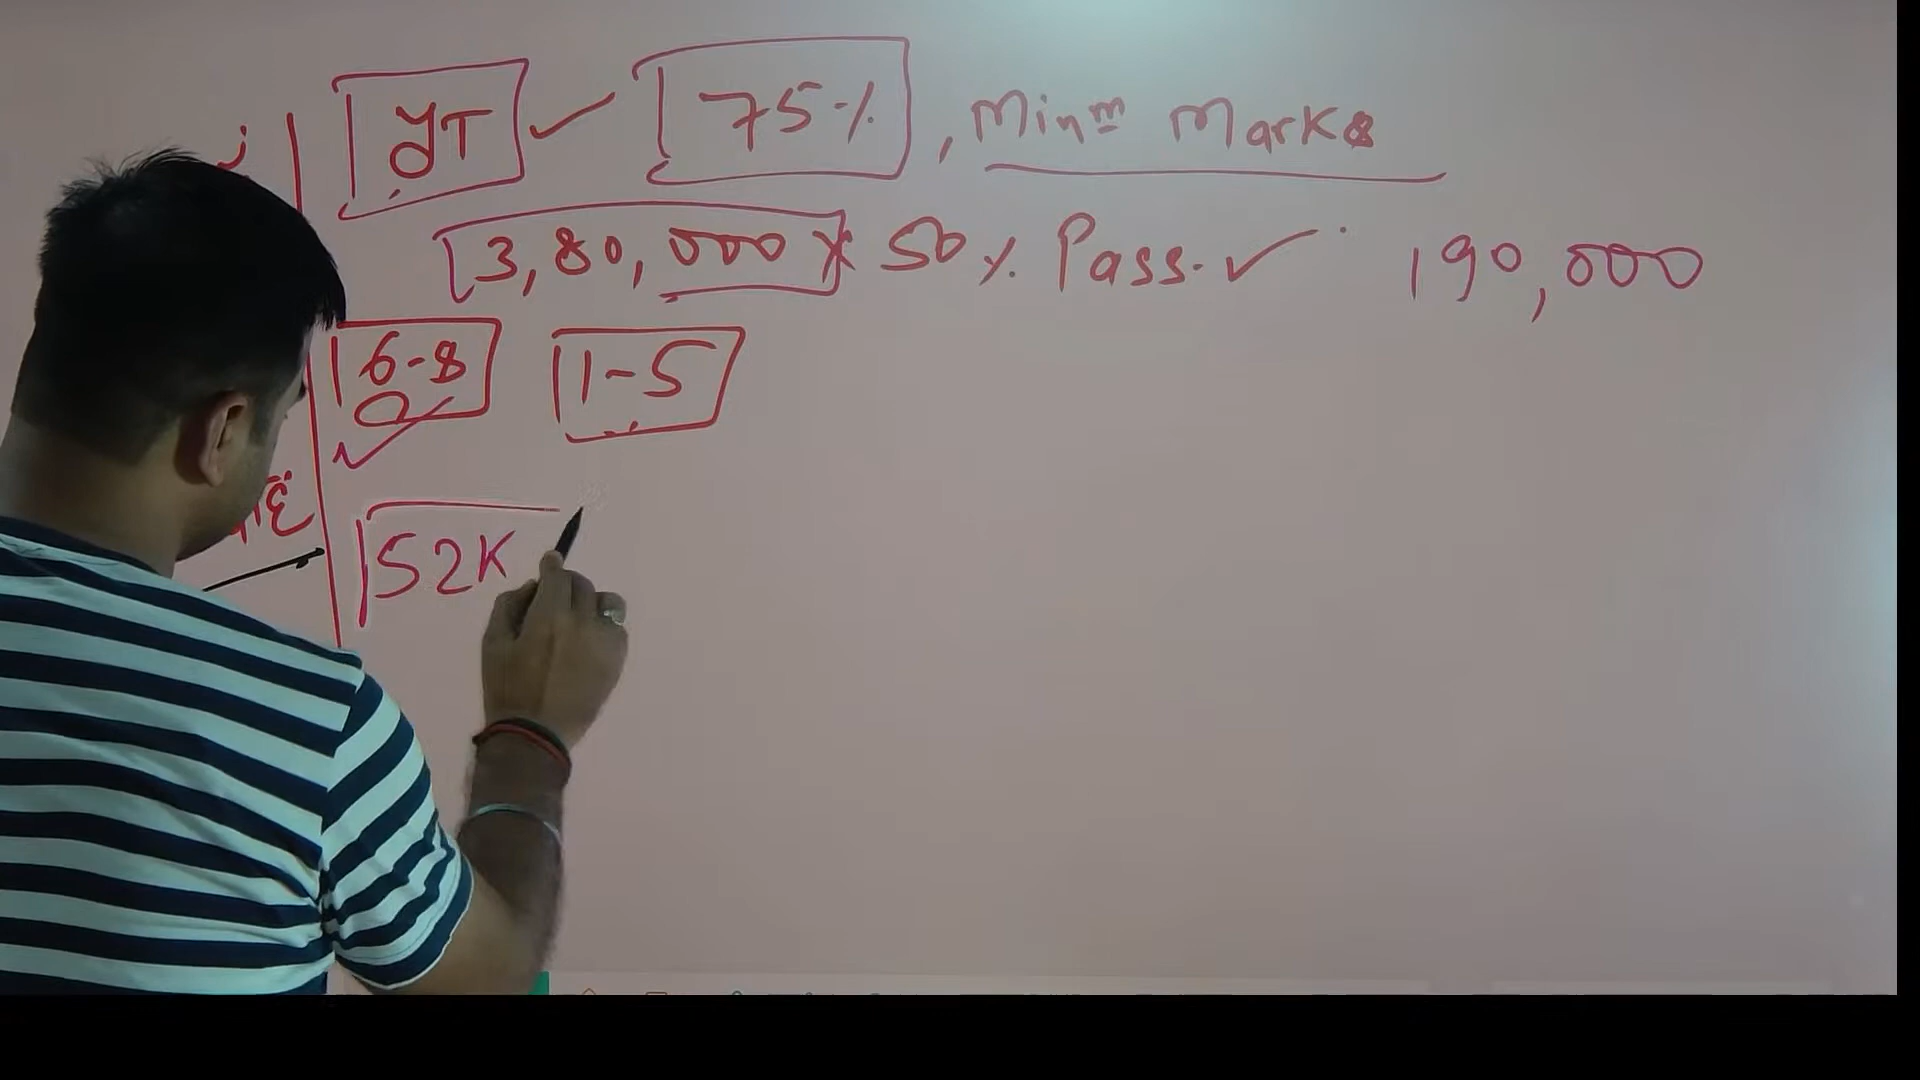 YT ✓ 75%, Minm Marks
3,80,000 X 50% Pass. ✓ 190,000
6-8 1-5
52K